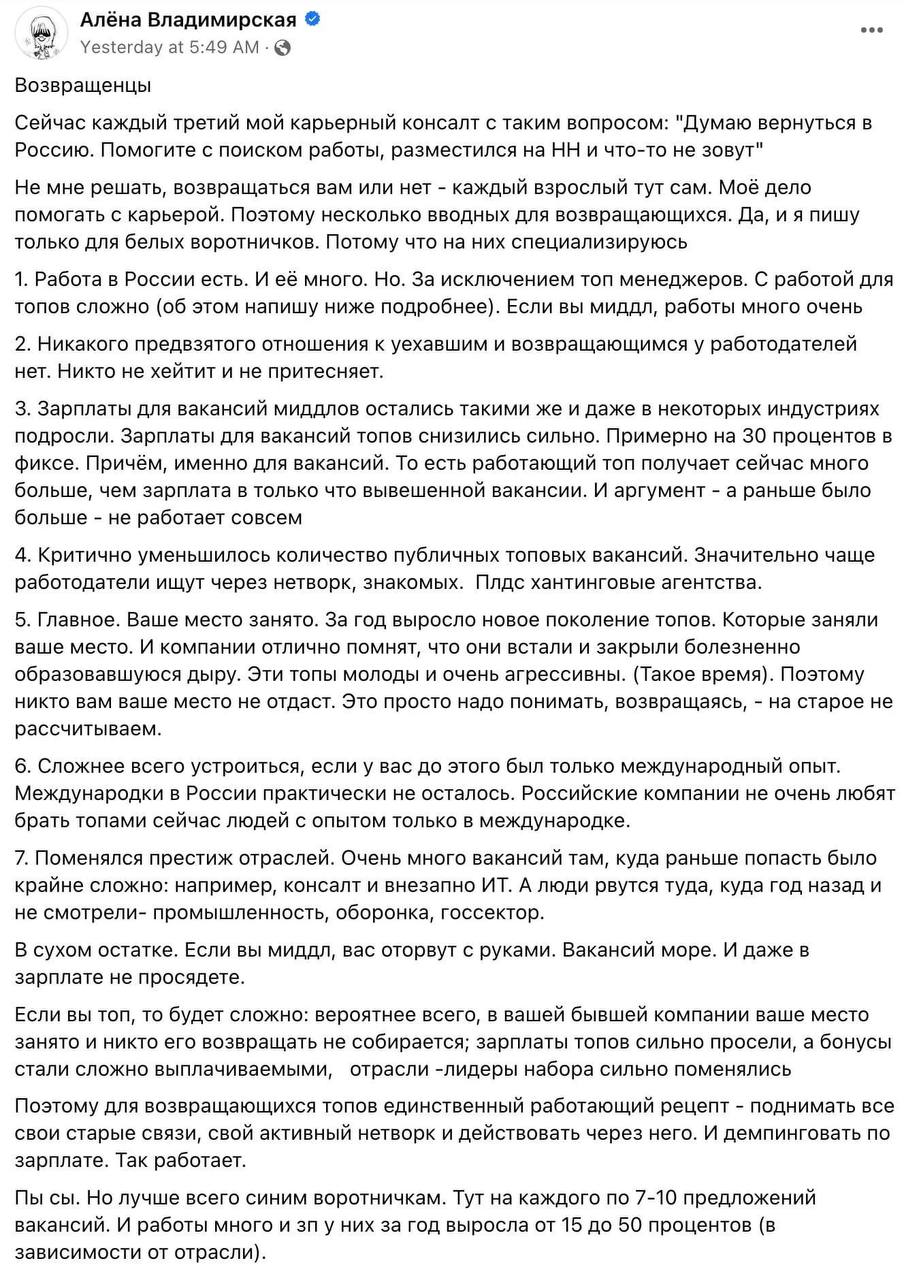 Алёна Владимирская
Yesterday at 5:49 AM ·
Возвращенцы
Сейчас каждый третий мой карьерный консалт с таким вопросом: "Думаю вернуться в
Россию. Помогите с поиском работы, разместился на НН и что-то не зовут"
Не мне решать, возвращаться вам или нет - каждый взрослый тут сам. Моё дело
помогать с карьерой. Поэтому несколько вводных для возвращающихся. Да, и я пишу
только для белых воротничков. Потому что на них специализируюсь
1. Работа в России есть. И её много. Но. За исключением топ менеджеров. С работой для
топов сложно (об этом напишу ниже подробнее). Если вы миддл, работы много очень
2. Никакого предвзятого отношения к уехавшим и возвращающимся у работодателей
нет. Никто не хейтит и не притесняет.
3. Зарплаты для вакансий миддлов остались такими же и даже в некоторых индустриях
подросли. Зарплаты для вакансий топов снизились сильно. Примерно на 30 процентов в
фиксе. Причём, именно для вакансий. То есть работающий топ получает сейчас много
больше, чем зарплата в только что вывешенной вакансии. И аргумент - а раньше было
больше - не работает совсем
4. Критично уменьшилось количество публичных топовых вакансий. Значительно чаще
работодатели ищут через нетворк, знакомых. Плдс хантинговые агентства.
5. Главное. Ваше место занято. За год выросло новое поколение топов. Которые заняли
ваше место. И компании отлично помнят, что они встали и закрыли болезненно
образовавшуюся дыру. Эти топы молоды и очень агрессивны. (Такое время). Поэтому
никто вам ваше место не отдаст. Это просто надо понимать, возвращаясь, - на старое не
рассчитываем.
6. Сложнее всего устроиться, если у вас до этого был только международный опыт.
Международки в России практически не осталось. Российские компании не очень любят
брать топами сейчас людей с опытом только в международке.
7. Поменялся престиж отраслей. Очень много вакансий там, куда раньше попасть было
крайне сложно: например, консалт и внезапно ИТ. А люди рвутся туда, куда год назад и
не смотрели- промышленность, оборонка, госсектор.
В сухом остатке. Если вы миддл, вас оторвут с руками. Вакансий море. И даже в
зарплате не просядете.
Если вы топ, то будет сложно: вероятнее всего, в вашей бывшей компании ваше место
занято и никто его возвращать не собирается; зарплаты топов сильно просели, а бонусы
стали сложно выплачиваемыми, отрасли -лидеры набора сильно поменялись
Поэтому для возвращающихся топов единственный работающий рецепт - поднимать все
свои старые связи, свой активный нетворк и действовать через него. И демпинговать по
зарплате. Так работает.
Пы сы. Но лучше всего синим воротничкам. Тут на каждого по 7-10 предложений
вакансий. И работы много и зп у них за год выросла от 15 до 50 процентов (в
зависимости от отрасли).